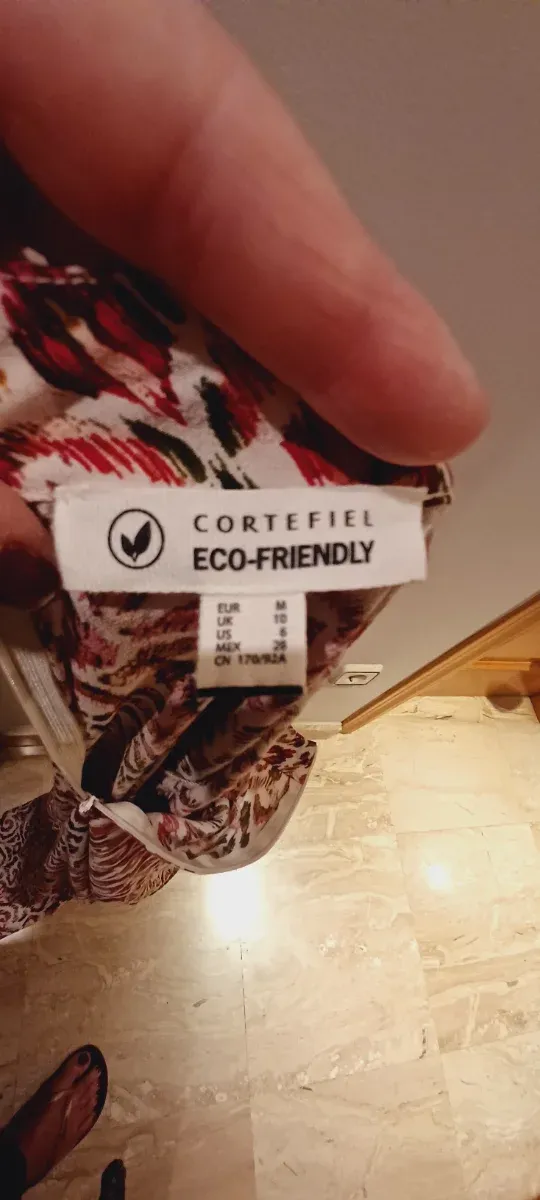 CORTEFIEL
ECO-FRIENDLY
EUR M
UK 10
US 6
MEX 28
CN 170/92A